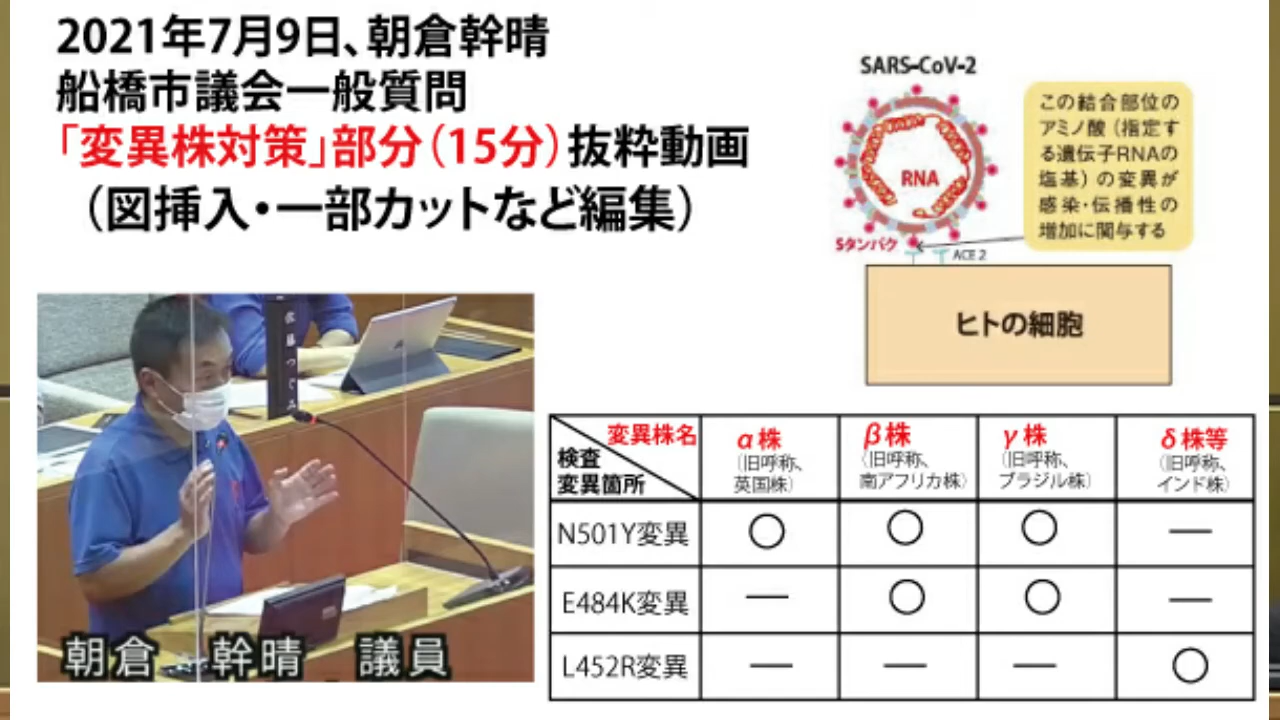 2021年7月9日、朝倉幹晴
船橋市議会一般質問
「変異株対策」部分(15分)抜粋動画
(図挿入・一部カットなど編集)
SARS-CoV-2
RNA
Sタンパク
ACE 2
この結合部位の
アミノ酸(指定す
る遺伝子RNAの
塩基)の変異が
感染・伝播性の
増加に関与する
ヒトの細胞
佐藤つぐみ
朝倉 幹晴 議員
変異株名
検査
変異箇所
α株
(旧呼称、
英国株)
β株
(旧呼称、
南アフリカ株)
γ株
(旧呼称、
ブラジル株)
δ株等
(旧呼称、
インド株)
N501Y変異 ○ ○ ○ —
E484K変異 — ○ ○ —
L452R変異 — — — ○